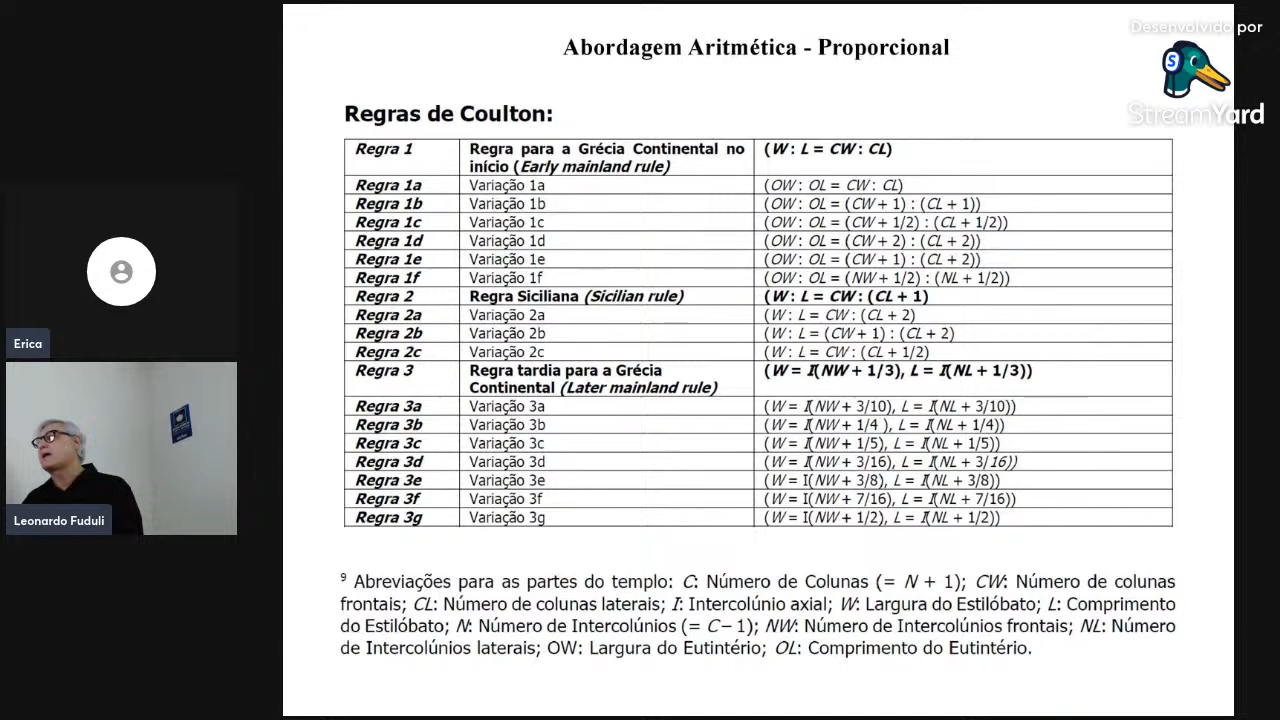 Desenvolvido por
StreamYard
Abordagem Aritmética - Proporcional
Regras de Coulton:
Regra 1 Regra para a Grécia Continental no início (Early mainland rule) (W : L = CW : CL)
Regra 1a Variação 1a (OW : OL = CW : CL)
Regra 1b Variação 1b (OW : OL = (CW + 1) : (CL + 1))
Regra 1c Variação 1c (OW : OL = (CW + 1/2) : (CL + 1/2))
Regra 1d Variação 1d (OW : OL = (CW + 2) : (CL + 2))
Regra 1e Variação 1e (OW : OL = (CW + 1) : (CL + 2))
Regra 1f Variação 1f (OW : OL = (NW + 1/2) : (NL + 1/2))
Regra 2 Regra Siciliana (Sicilian rule) (W : L = CW : (CL + 1)
Regra 2a Variação 2a (W : L = CW : (CL + 2)
Regra 2b Variação 2b (W : L = (CW + 1) : (CL + 2)
Regra 2c Variação 2c (W : L = CW : (CL + 1/2)
Regra 3 Regra tardia para a Grécia Continental (Later mainland rule) (W = I(NW + 1/3), L = I(NL + 1/3))
Regra 3a Variação 3a (W = I(NW + 3/10), L = I(NL + 3/10))
Regra 3b Variação 3b (W = I(NW + 1/4 ), L = I(NL + 1/4))
Regra 3c Variação 3c (W = I(NW + 1/5), L = I(NL + 1/5))
Regra 3d Variação 3d (W = I(NW + 3/16), L = I(NL + 3/16))
Regra 3e Variação 3e (W = I(NW + 3/8), L = I(NL + 3/8))
Regra 3f Variação 3f (W = I(NW + 7/16), L = I(NL + 7/16))
Regra 3g Variação 3g (W = I(NW + 1/2), L = I(NL + 1/2))
9 Abreviações para as partes do templo: C: Número de Colunas (= N + 1); CW: Número de colunas
frontais; CL: Número de colunas laterais; I: Intercolúnio axial; W: Largura do Estilóbato; L: Comprimento
do Estilóbato; N: Número de Intercolúnios (= C – 1); NW: Número de Intercolúnios frontais; NL: Número
de Intercolúnios laterais; OW: Largura do Eutintério; OL: Comprimento do Eutintério.
Erica
Leonardo Fuduli